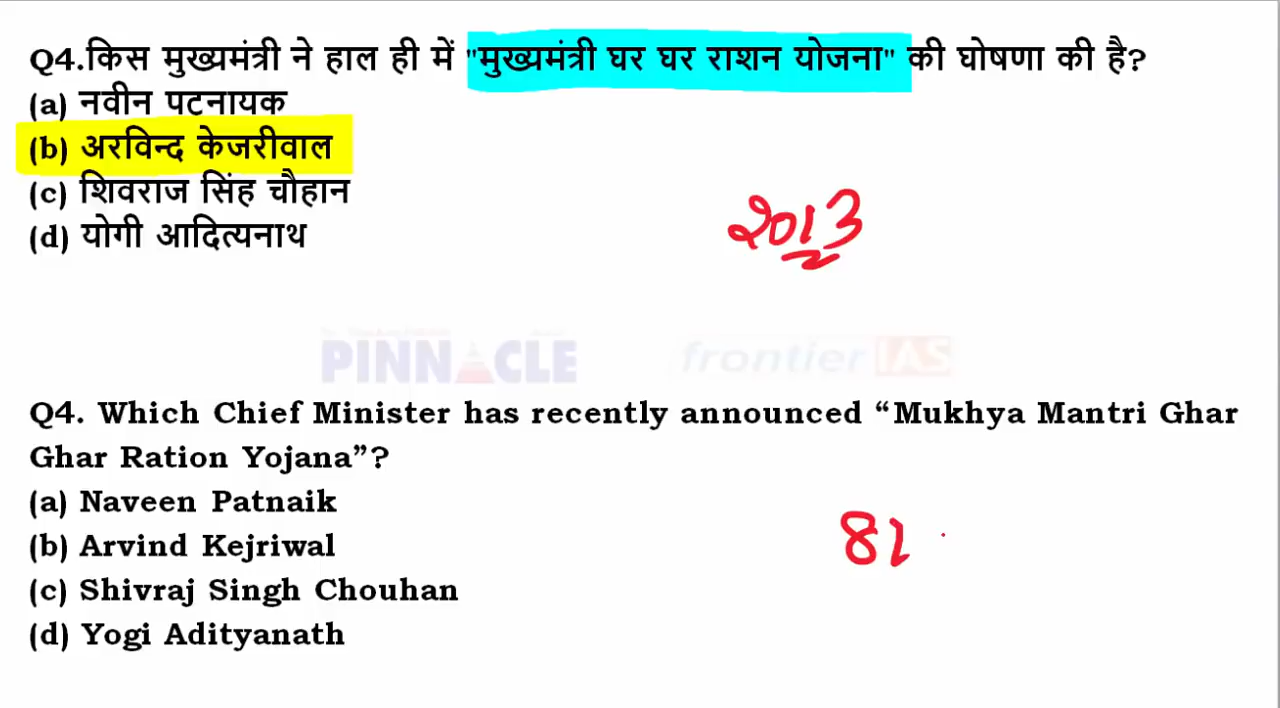 Q4.किस मुख्यमंत्री ने हाल ही में "मुख्यमंत्री घर घर राशन योजना" की घोषणा की है?
(a) नवीन पटनायक
(b) अरविन्द केजरीवाल
(c) शिवराज सिंह चौहान
(d) योगी आदित्यनाथ
2013
PINNACLE
frontier IAS
Q4. Which Chief Minister has recently announced “Mukhya Mantri Ghar
Ghar Ration Yojana”?
(a) Naveen Patnaik
(b) Arvind Kejriwal
(c) Shivraj Singh Chouhan
(d) Yogi Adityanath
81